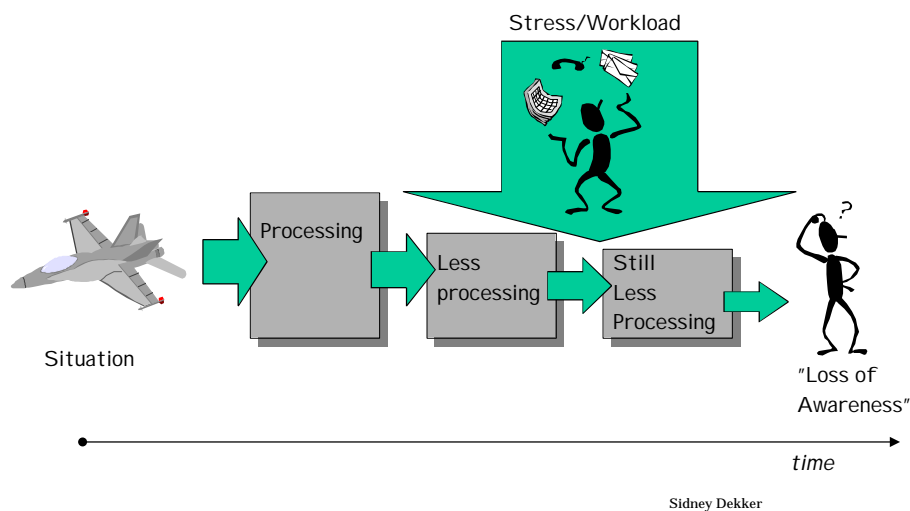 Stress/Workload
Processing
Less
processing
Still
Less
Processing
?
Situation
"Loss of
Awareness"
time
Sidney Dekker